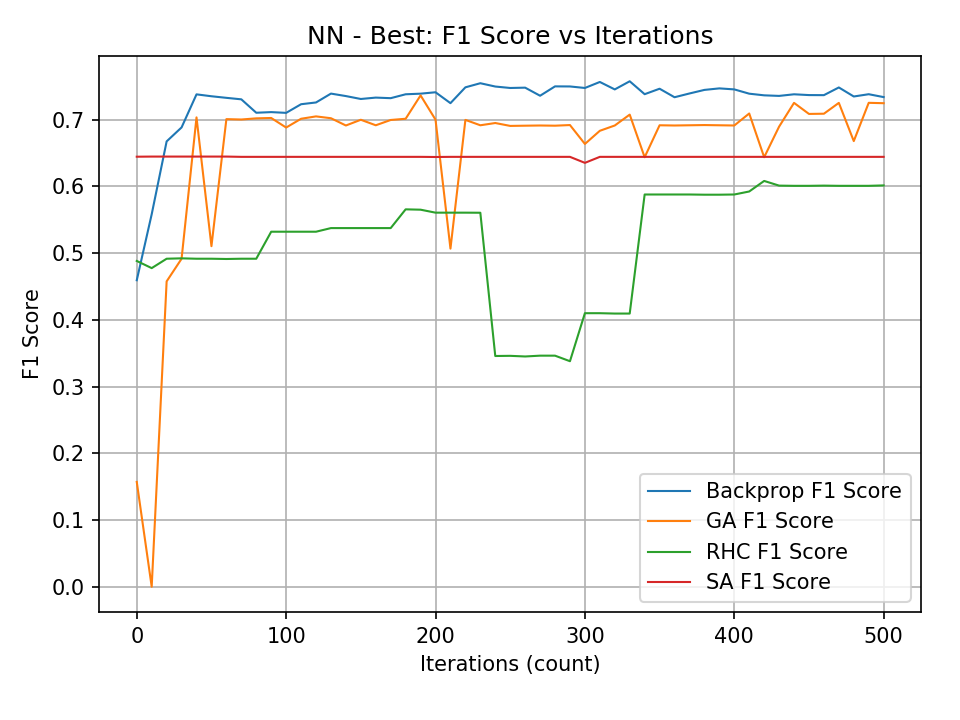 NN - Best: F1 Score vs Iterations
F1 Score
0.7
0.6
0.5
0.4
0.3
0.2
0.1
0.0
0 100 200 300 400 500
Iterations (count)
Backprop F1 Score
GA F1 Score
RHC F1 Score
SA F1 Score